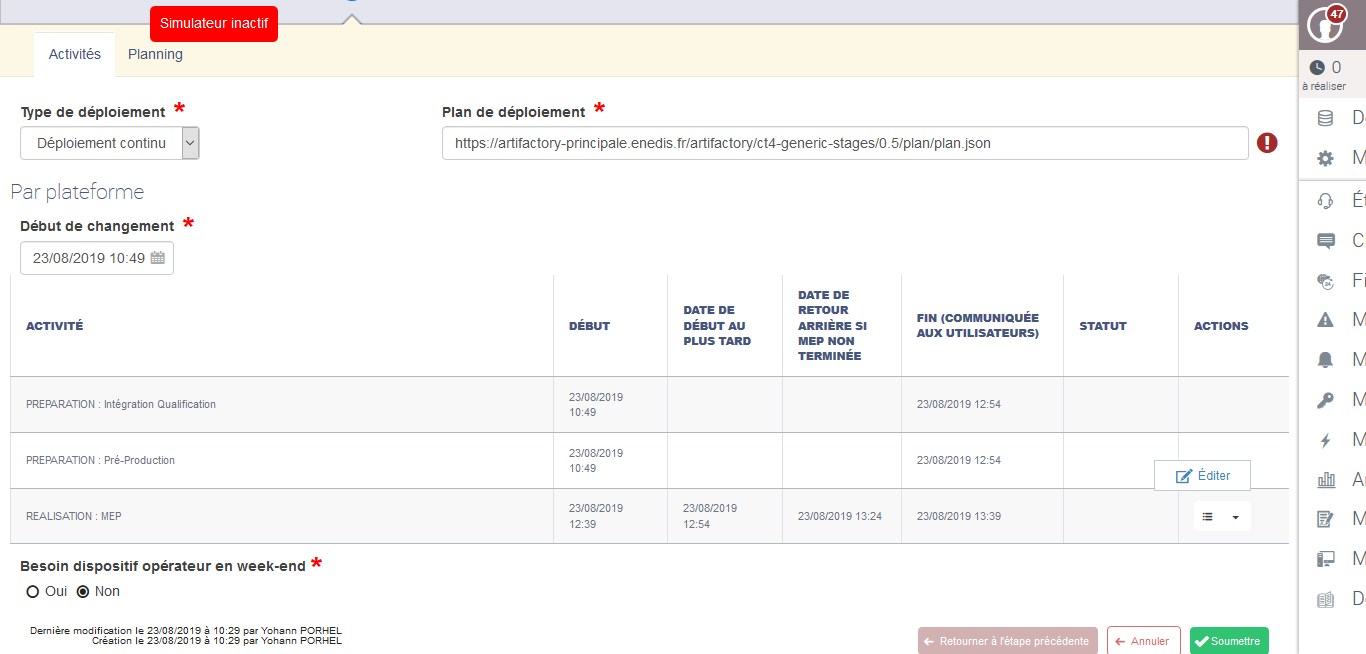 Simulateur inactif
47
Activités Planning
0
à réaliser
Type de déploiement *
Plan de déploiement *
Déploiement continu
https://artifactory-principale.enedis.fr/artifactory/ct4-generic-stages/0.5/plan/plan.json
Par plateforme
Début de changement *
23/08/2019 10:49
ACTIVITÉ
DÉBUT
DATE DE
DÉBUT AU
PLUS TARD
DATE DE
RETOUR
ARRIÈRE SI
MEP NON
TERMINÉE
FIN (COMMUNIQUÉE
AUX UTILISATEURS)
STATUT
ACTIONS
PREPARATION : Intégration Qualification
23/08/2019
10:49
23/08/2019 12:54
PREPARATION : Pré-Production
23/08/2019
10:49
23/08/2019 12:54
Éditer
REALISATION : MEP
23/08/2019
12:39
23/08/2019
12:54
23/08/2019 13:24
23/08/2019 13:39
Besoin dispositif opérateur en week-end *
Oui Non
Dernière modification le 23/08/2019 à 10:29 par Yohann PORHEL
Création le 23/08/2019 à 10:29 par Yohann PORHEL
Retourner à l'étape précédente
Annuler
Soumettre